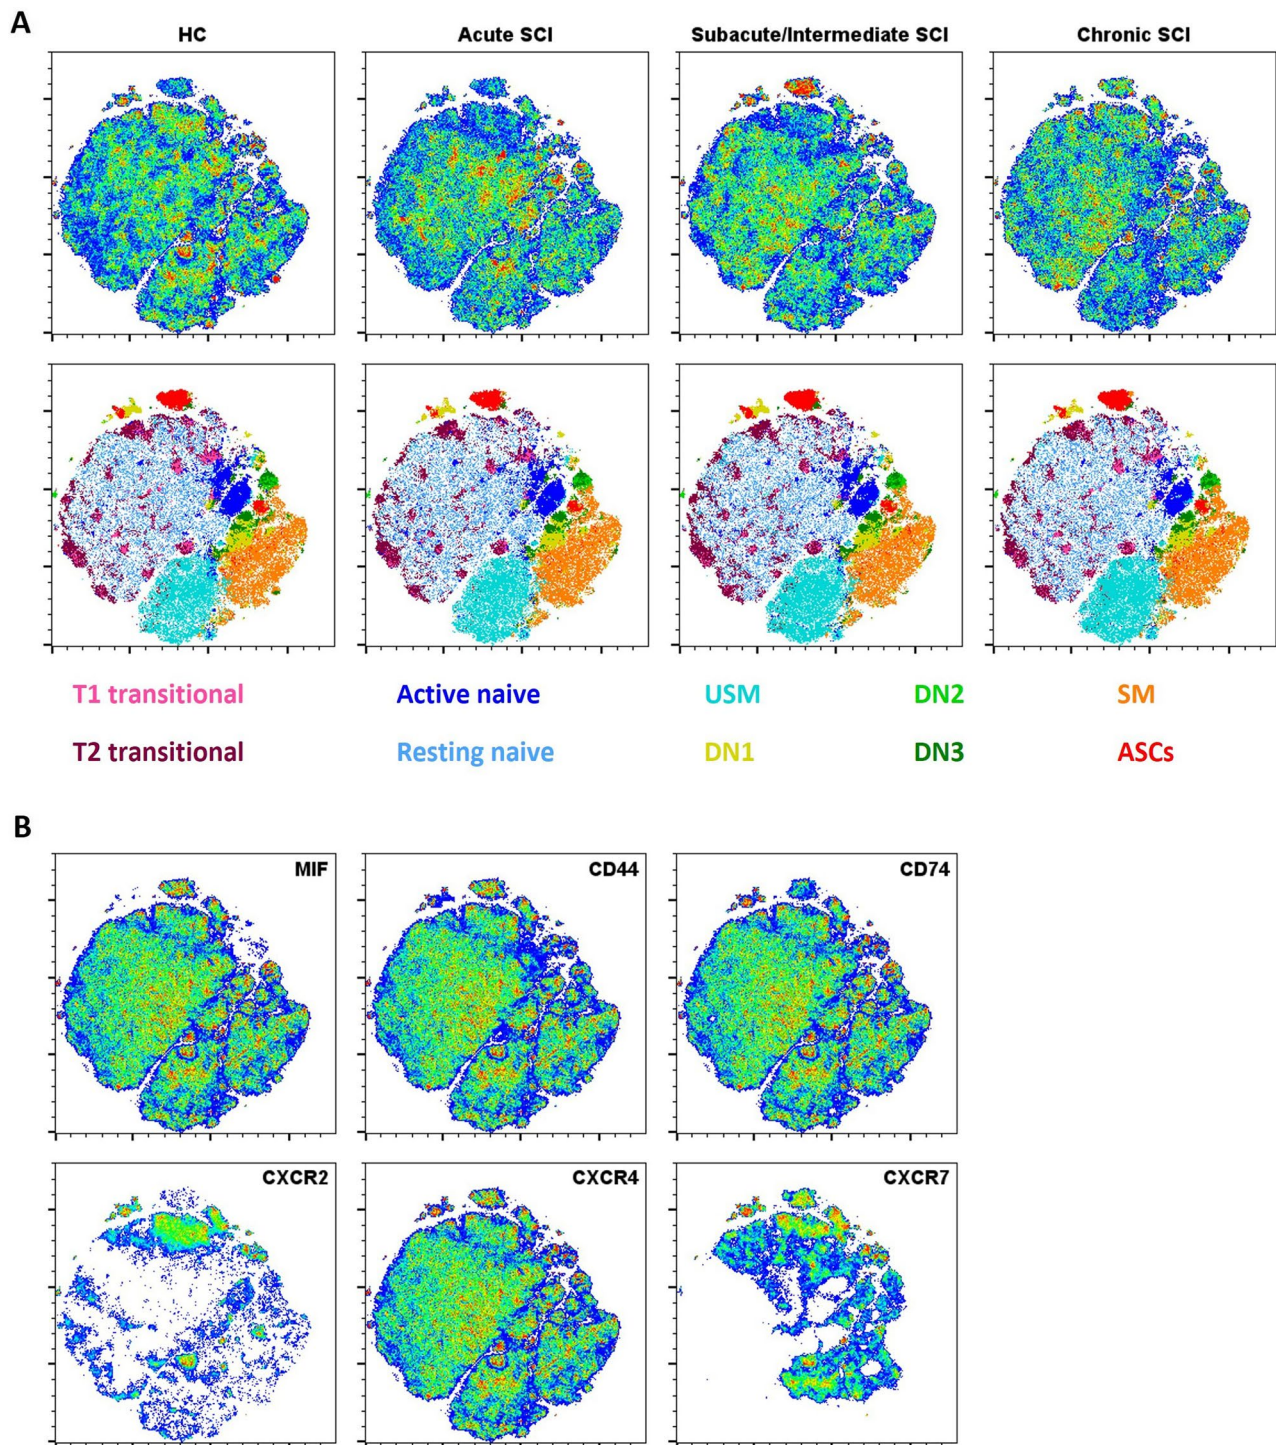 A
HC Acute SCI Subacute/Intermediate SCI Chronic SCI
T1 transitional Active naive USM DN2 SM
T2 transitional Resting naive DN1 DN3 ASCs
B
MIF CD44 CD74
CXCR2 CXCR4 CXCR7